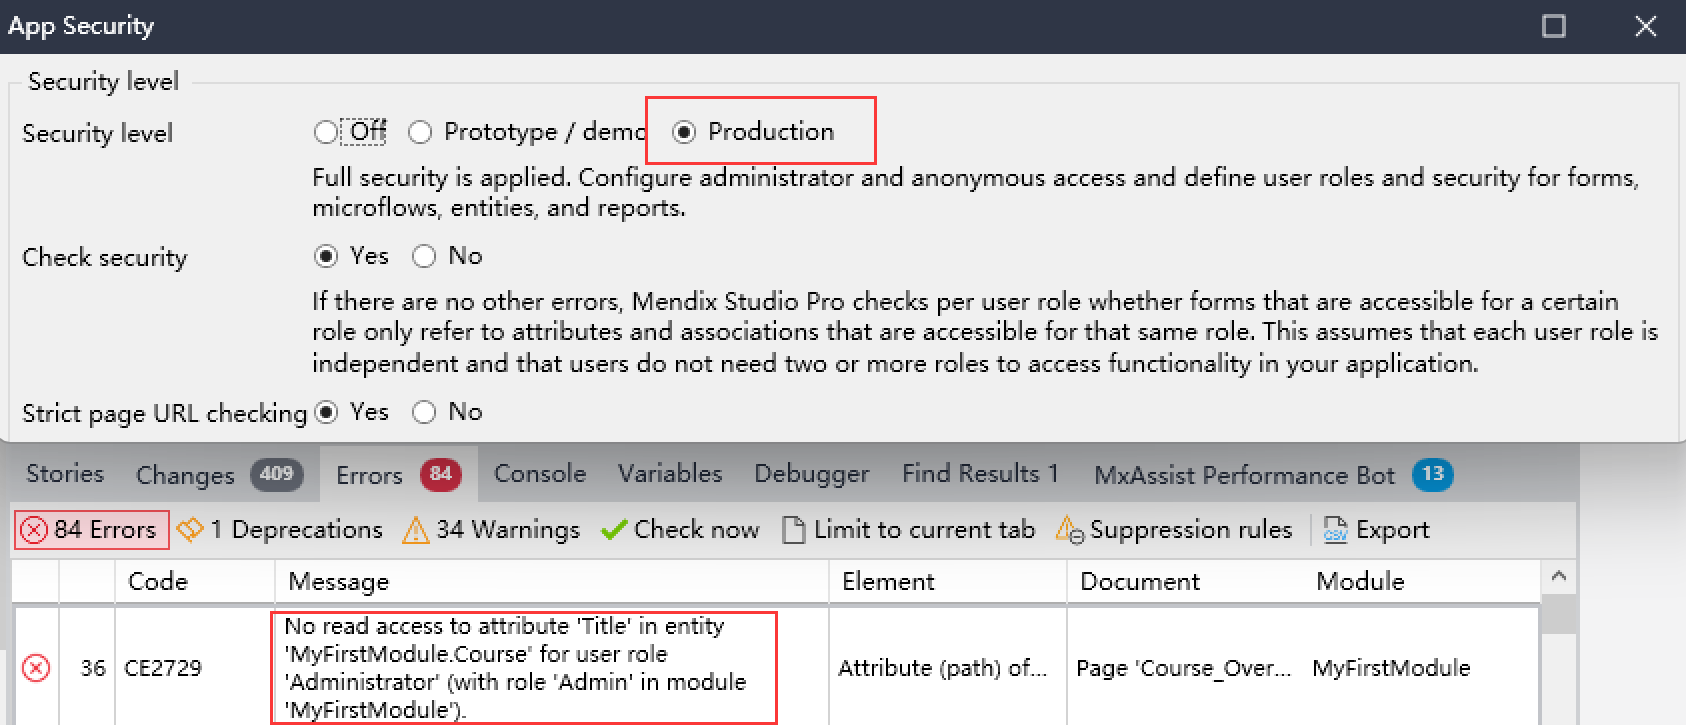 App Security
Security level
Security level Off Prototype / demo Production
Full security is applied. Configure administrator and anonymous access and define user roles and security for forms,
microflows, entities, and reports.
Check security Yes No
If there are no other errors, Mendix Studio Pro checks per user role whether forms that are accessible for a certain
role only refer to attributes and associations that are accessible for that same role. This assumes that each user role is
independent and that users do not need two or more roles to access functionality in your application.
Strict page URL checking Yes No
Stories Changes 409 Errors 84 Console Variables Debugger Find Results 1 MxAssist Performance Bot 13
84 Errors 1 Deprecations 34 Warnings Check now Limit to current tab Suppression rules CSV Export
Code Message Element Document Module
No read access to attribute 'Title' in entity
'MyFirstModule.Course' for user role
36 CE2729 'Administrator' (with role 'Admin' in module Attribute (path) of... Page 'Course_Over... MyFirstModule
'MyFirstModule').